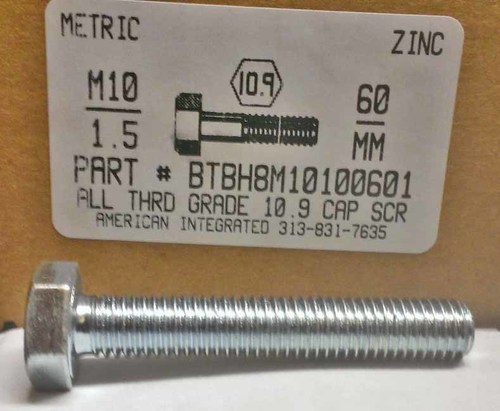 METRIC
ZINC
M10
1.5
10.9
60
MM
PART # BTBH8M10100601
ALL THRD GRADE 10.9 CAP SCR
AMERICAN INTEGRATED 313-831-7635